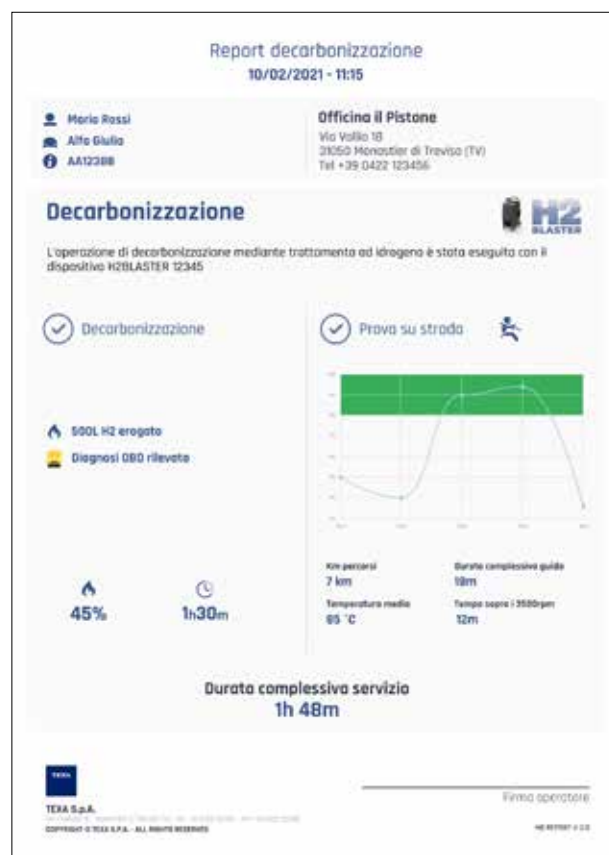 Report decarbonizzazione
10/02/2021 - 11:15
Mario Rossi
Alfa Giulia
AA123BB
Officina il Pistone
Via Vallio 18
31050 Monastier di Treviso (TV)
Tel +39 0422 123456
Decarbonizzazione
H2 BLASTER
L'operazione di decarbonizzazione mediante trattamento ad idrogeno è stata eseguita con il
dispositivo H2BLASTER 12345
Decarbonizzazione
500L H2 erogato
Diagnosi OBD rilevata
45%
1h30m
Prova su strada
Km percorsi
7 km
Durata complessiva guida
18m
Temperatura media
85 °C
Tempo sopra i 3500rpm
12m
Durata complessiva servizio
1h 48m
TEXA
TEXA S.p.A.
COPYRIGHT © TEXA S.P.A. - ALL RIGHTS RESERVED
Firma operatore